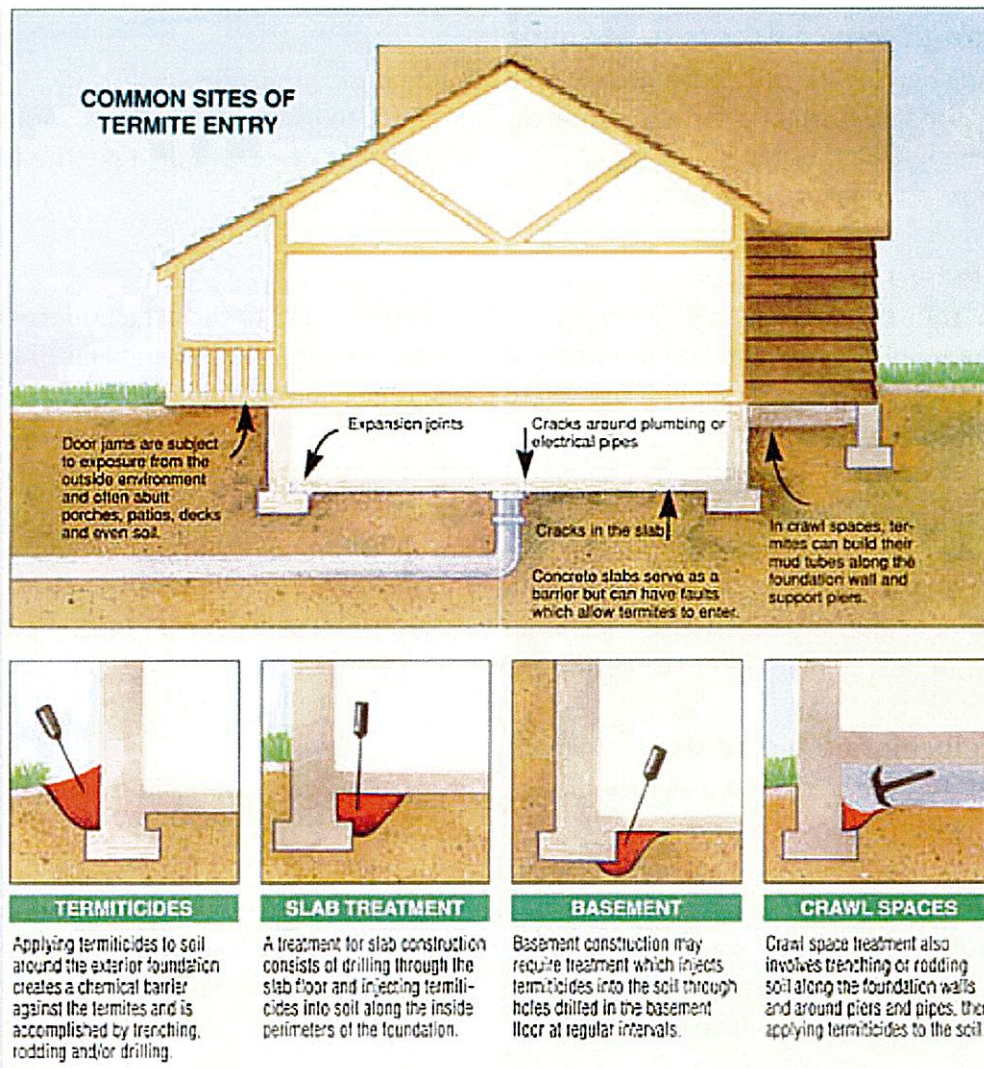 COMMON SITES OF
TERMITE ENTRY
Door jams are subject
to exposure from the
outside environment
and often abutt
porches, patios, decks
and even soil.
Expansion joints
Cracks around plumbing or
electrical pipes
Cracks in the slab
Concrete slabs serve as a
barrier but can have faults
which allow termites to enter.
In crawl spaces, ter-
mites can build their
mud tubes along the
foundation wall and
support piers.
TERMITICIDES
Applying termiticides to soil
around the exterior foundation
creates a chemical barrier
against the termites and is
accomplished by trenching,
rodding and/or drilling.
SLAB TREATMENT
A treatment for slab construction
consists of drilling through the
slab floor and injecting termiti-
cides into soil along the inside
perimeters of the foundation.
BASEMENT
Basement construction may
require treatment which injects
termiticides into the soil through
holes drilled in the basement
floor at regular intervals.
CRAWL SPACES
Crawl space treatment also
involves trenching or rodding
soil along the foundation walls
and around piers and pipes, then
applying termiticides to the soil